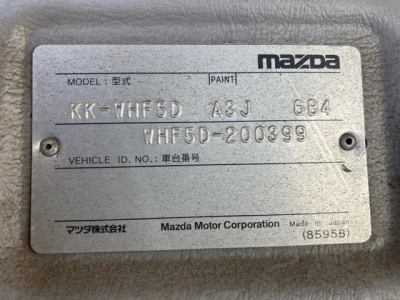 mazda
MODEL: 型式 PAINT
KK-WHF5D A3J 6B4
WHF5D-200399
VEHICLE ID. NO.: 車台番号
マツダ株式会社 Mazda Motor Corporation Made in Japan
(8595B)